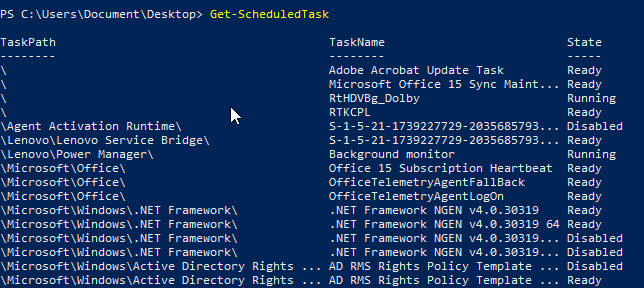 PS C:\Users\Document\Desktop> Get-ScheduledTask
TaskPath TaskName State
-------- -------- -----
\ Adobe Acrobat Update Task Ready
\ Microsoft Office 15 Sync Maint... Ready
\ RtHDVBg_Dolby Running
\ RTKCPL Ready
\Agent Activation Runtime\ S-1-5-21-1739227729-2035685793... Disabled
\Lenovo\Lenovo Service Bridge\ S-1-5-21-1739227729-2035685793... Ready
\Lenovo\Power Manager\ Background monitor Running
\Microsoft\Office\ Office 15 Subscription Heartbeat Ready
\Microsoft\Office\ OfficeTelemetryAgentFallBack Ready
\Microsoft\Office\ OfficeTelemetryAgentLogOn Ready
\Microsoft\Windows\.NET Framework\ .NET Framework NGEN v4.0.30319 Ready
\Microsoft\Windows\.NET Framework\ .NET Framework NGEN v4.0.30319 64 Ready
\Microsoft\Windows\.NET Framework\ .NET Framework NGEN v4.0.30319... Disabled
\Microsoft\Windows\.NET Framework\ .NET Framework NGEN v4.0.30319... Disabled
\Microsoft\Windows\Active Directory Rights ... AD RMS Rights Policy Template ... Disabled
\Microsoft\Windows\Active Directory Rights ... AD RMS Rights Policy Template ... Ready